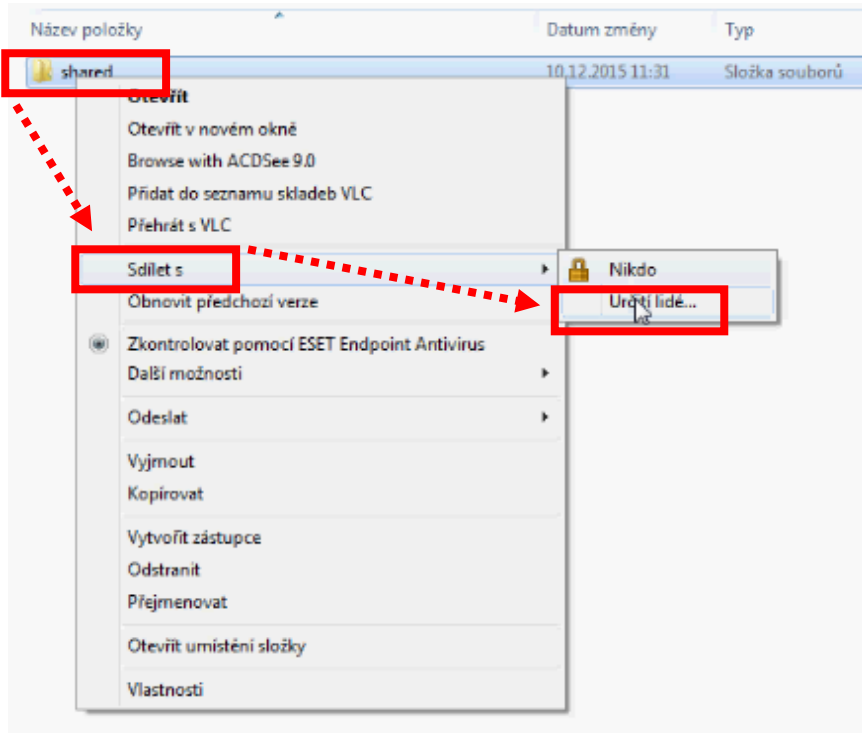 Název položky Datum změny Typ
shared 10.12.2015 11:31 Složka souborů
Otevřít
Otevřít v novém okně
Browse with ACDSee 9.0
Přidat do seznamu skladeb VLC
Přehrát s VLC
Sdílet s
Nikdo
Obnovit předchozí verze
Určití lidé...
Zkontrolovat pomocí ESET Endpoint Antivirus
Další možnosti
Odeslat
Vyjmout
Kopírovat
Vytvořit zástupce
Odstranit
Přejmenovat
Otevřít umístění složky
Vlastnosti